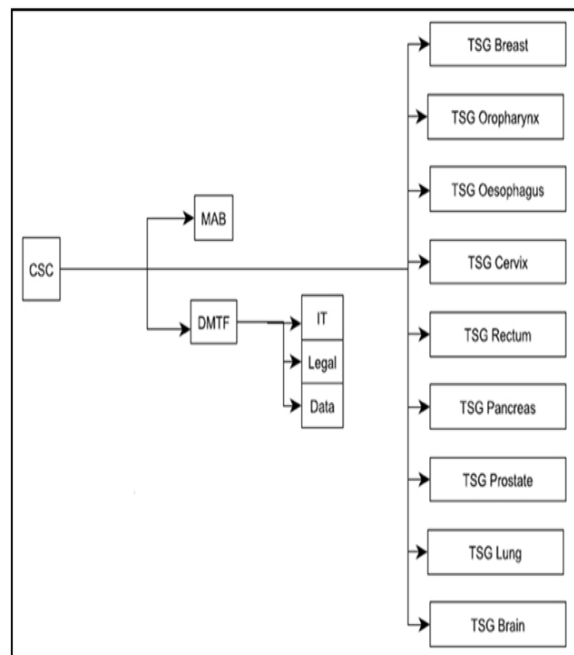 CSC
MAB
DMTF
IT
Legal
Data
TSG Breast
TSG Oropharynx
TSG Oesophagus
TSG Cervix
TSG Rectum
TSG Pancreas
TSG Prostate
TSG Lung
TSG Brain